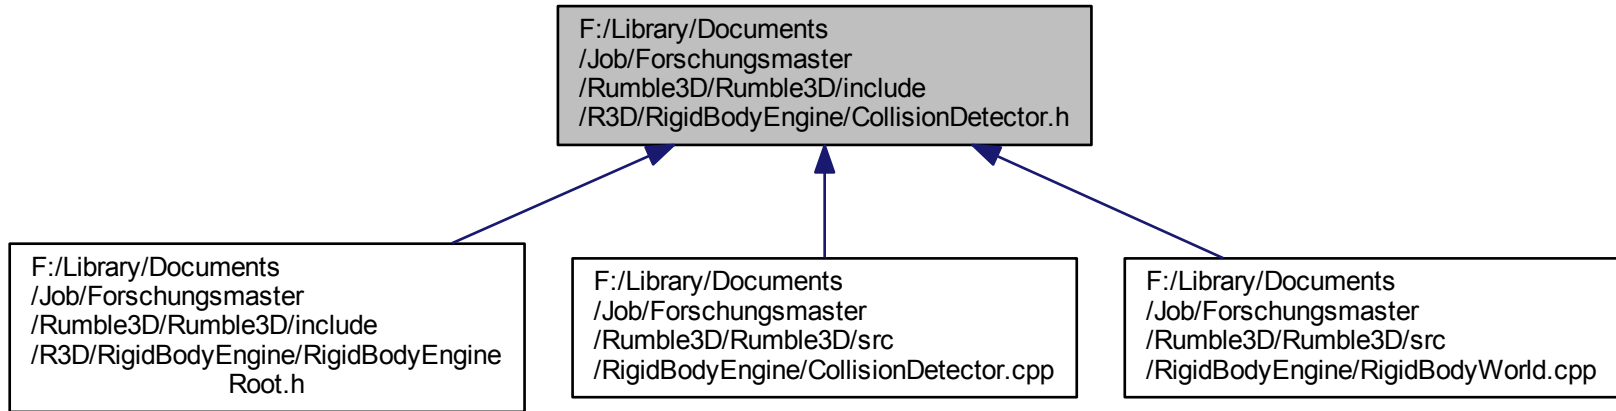 F:/Library/Documents
/Job/Forschungsmaster
/Rumble3D/Rumble3D/include
/R3D/RigidBodyEngine/CollisionDetector.h
F:/Library/Documents
/Job/Forschungsmaster
/Rumble3D/Rumble3D/include
/R3D/RigidBodyEngine/RigidBodyEngine
Root.h
F:/Library/Documents
/Job/Forschungsmaster
/Rumble3D/Rumble3D/src
/RigidBodyEngine/CollisionDetector.cpp
F:/Library/Documents
/Job/Forschungsmaster
/Rumble3D/Rumble3D/src
/RigidBodyEngine/RigidBodyWorld.cpp